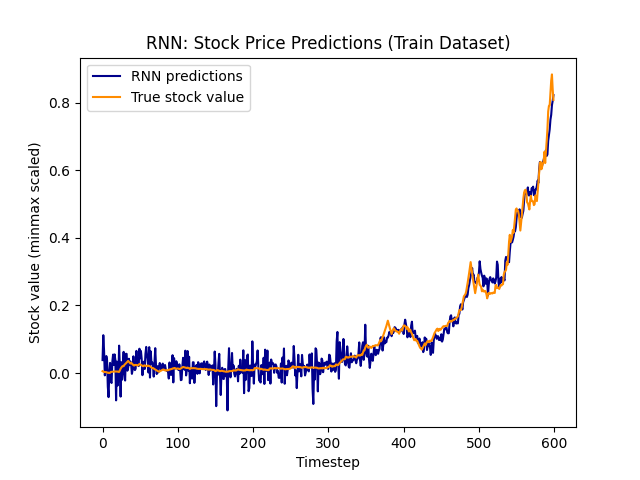 RNN: Stock Price Predictions (Train Dataset)
RNN predictions
True stock value
Stock value (minmax scaled)
0.8
0.6
0.4
0.2
0.0
0 100 200 300 400 500 600
Timestep